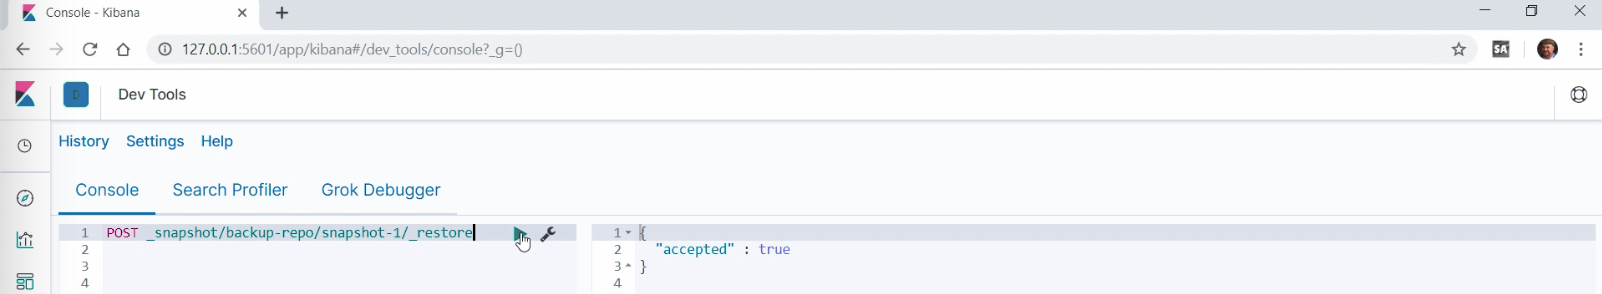 Console - Kibana
127.0.0.1:5601/app/kibana#/dev_tools/console?_g=()
SA
D
Dev Tools
History Settings Help
Console Search Profiler Grok Debugger
1 POST _snapshot/backup-repo/snapshot-1/_restore
2
3
4
1 {
2 "accepted" : true
3 }
4